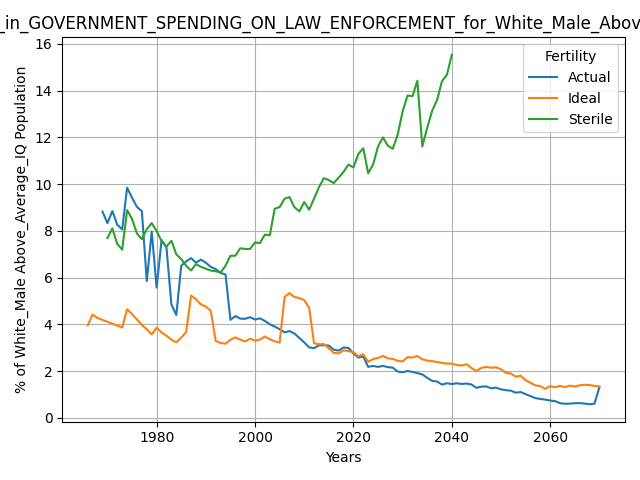 _in_GOVERNMENT_SPENDING_ON_LAW_ENFORCEMENT_for_White_Male_Abov
Fertility
Actual
Ideal
Sterile
% of White_Male Above_Average_IQ Population
16
14
12
10
8
6
4
2
0
1980
2000
2020
2040
2060
Years